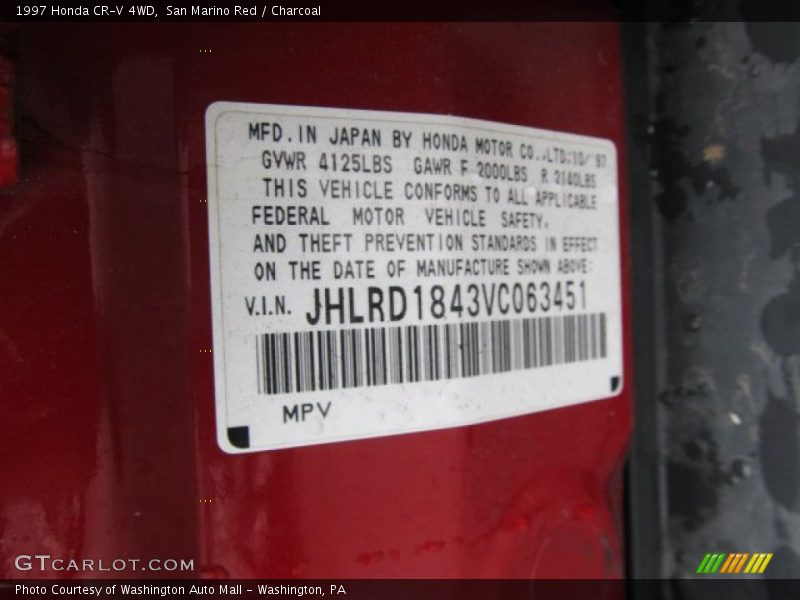 1997 Honda CR-V 4WD, San Marino Red / Charcoal
MFD.IN JAPAN BY HONDA MOTOR CO.,LTD.10/97
GVWR 4125LBS GAWR F 2000LBS R 2140LBS
THIS VEHICLE CONFORMS TO ALL APPLICABLE
FEDERAL MOTOR VEHICLE SAFETY.
AND THEFT PREVENTION STANDARDS IN EFFECT
ON THE DATE OF MANUFACTURE SHOWN ABOVE:
V.I.N. JHLRD1843VC063451
MPV
GTCARLOT.COM
Photo Courtesy of Washington Auto Mall - Washington, PA